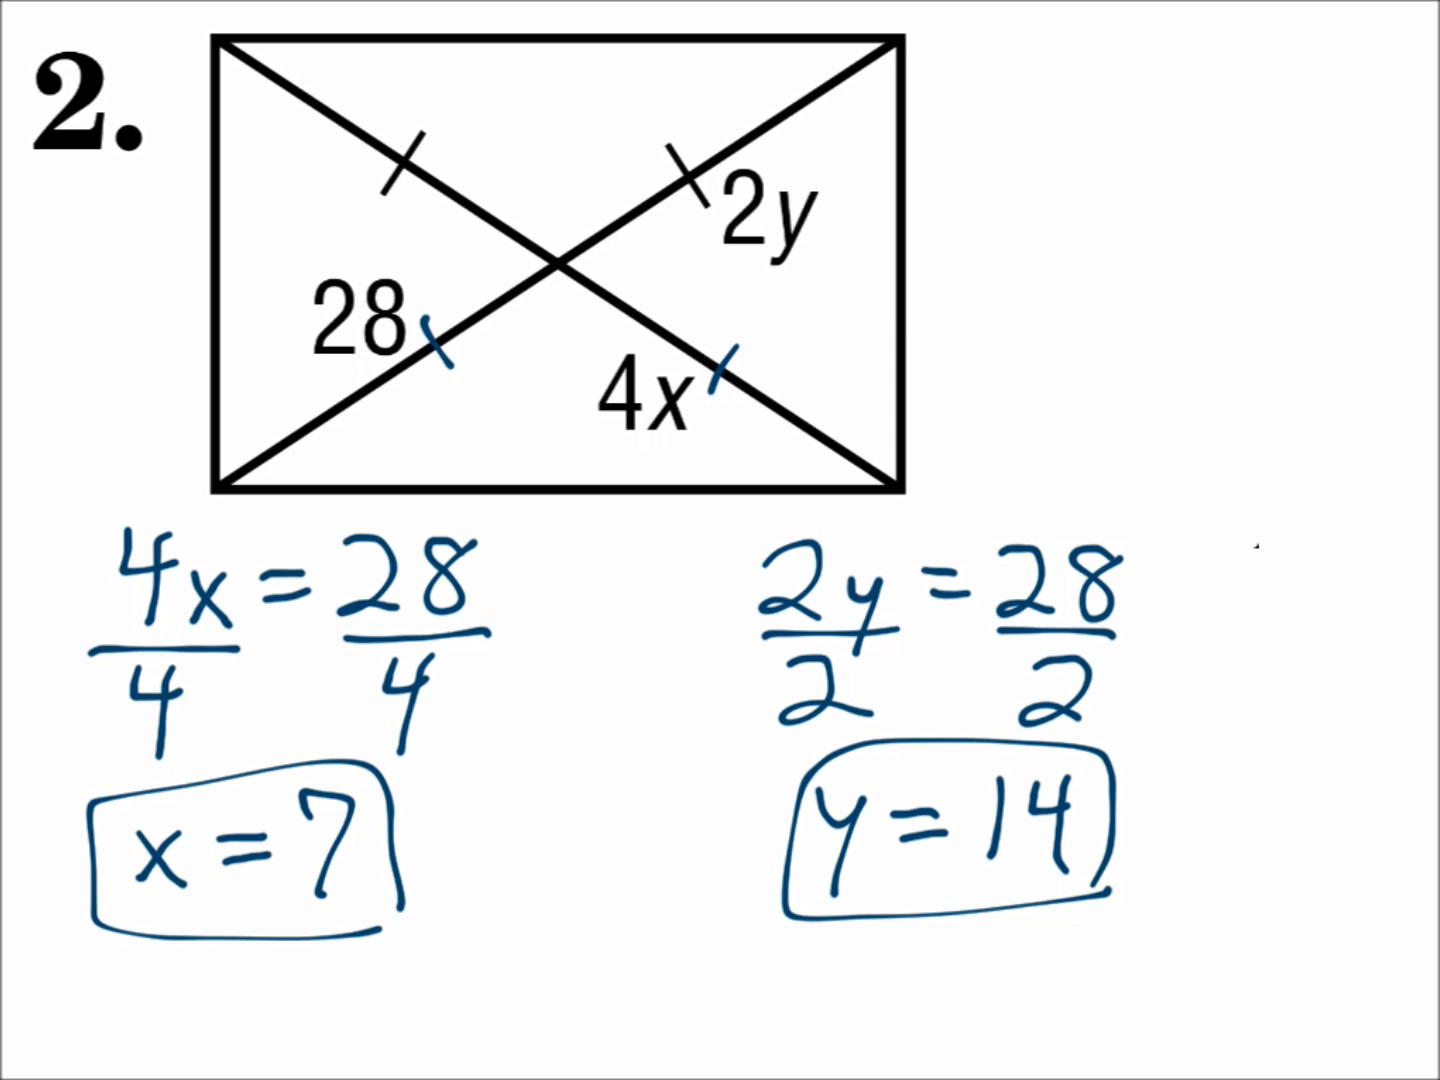 2.
2y
28
4x
4x = 28
4 4
x = 7
2y = 28
2 2
y = 14